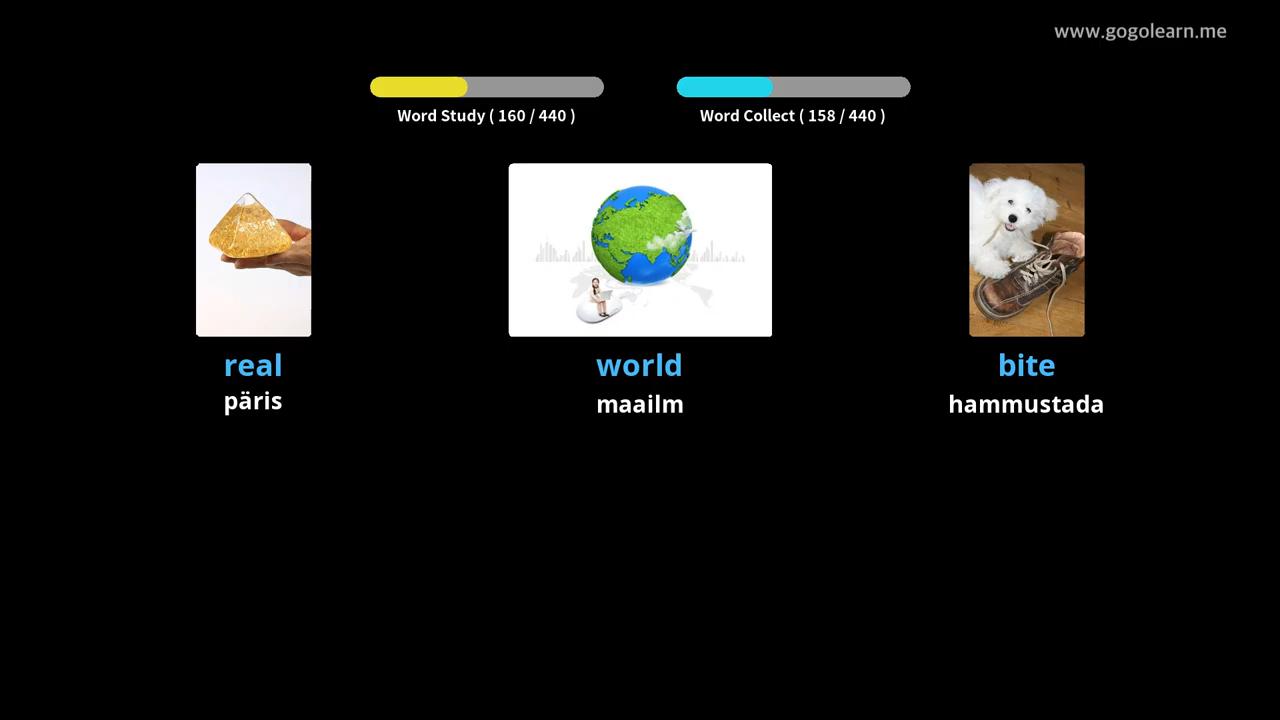 www.gogolearn.me
Word Study ( 160 / 440 )
Word Collect ( 158 / 440 )
real
päris
world
maailm
bite
hammustada